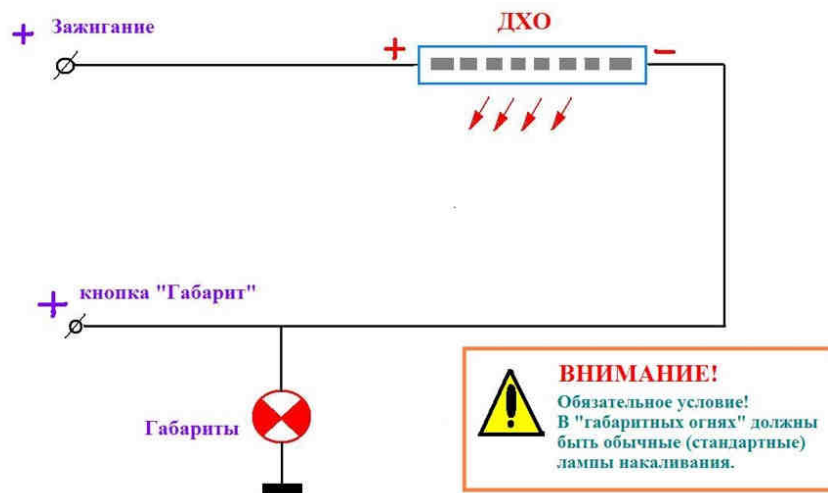 + Зажигание
ДХО
+ −
+ кнопка "Габарит"
Габариты
ВНИМАНИЕ!
Обязательное условие!
В "габаритных огнях" должны
быть обычные (стандартные)
лампы накаливания.